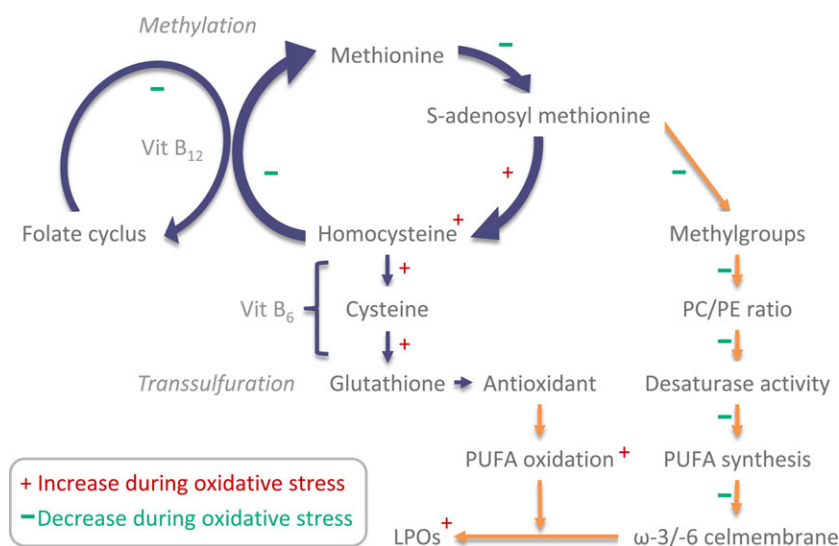 Methylation
Methionine
−
−
S-adenosyl methionine
Vit B12
+
−
−
Folate cyclus
Homocysteine+
Methylgroups
+
−
Vit B6
Cysteine
PC/PE ratio
+
−
Transsulfuration
Glutathione
Antioxidant
Desaturase activity
−
PUFA oxidation+
PUFA synthesis
+ Increase during oxidative stress
−
− Decrease during oxidative stress
LPOs+
ω-3/-6 celmembrane